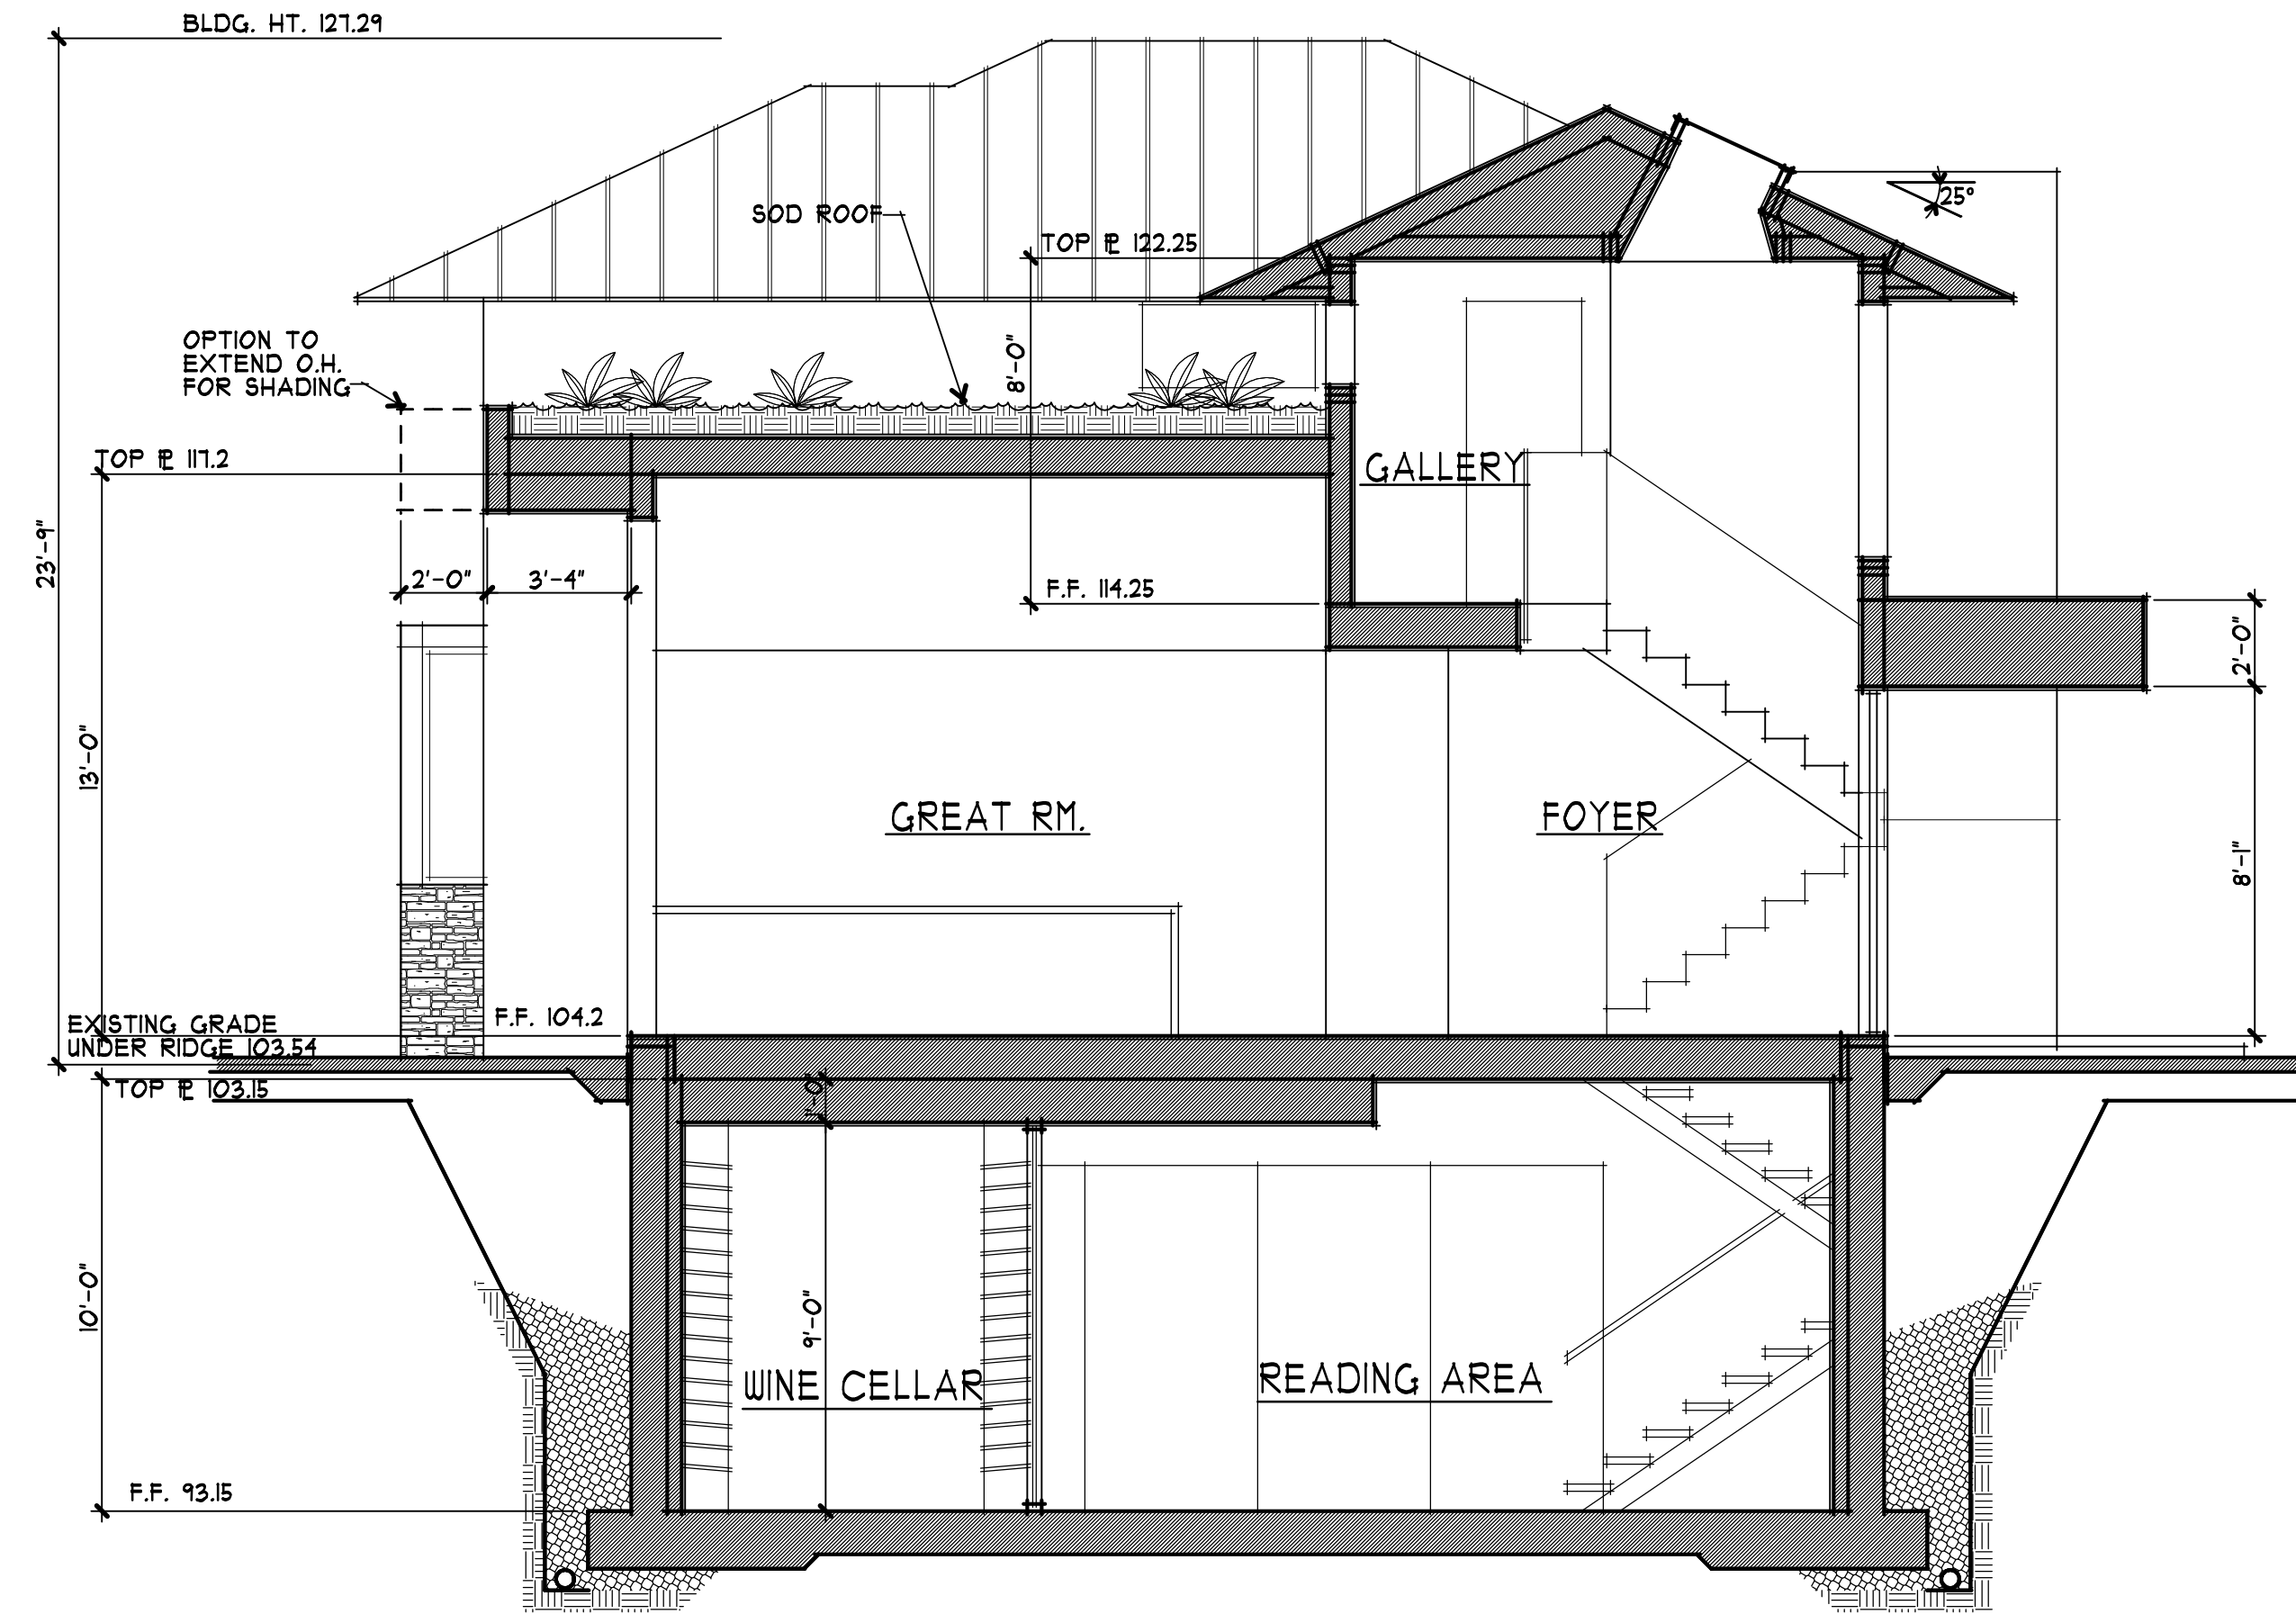 BLDG. HT. 127.29
25°
SOD ROOF
TOP PL 122.25
OPTION TO
EXTEND O.H.
FOR SHADING
8'-0"
TOP PL 117.2
GALLERY
23'-9"
2'-0"
3'-4"
F.F. 114.25
2'-0"
13'-0"
GREAT RM.
FOYER
8'-1"
F.F. 104.2
EXISTING GRADE
UNDER RIDGE 103.54
TOP PL 103.15
1'-0"
10'-0"
9'-0"
WINE CELLAR
READING AREA
F.F. 93.15